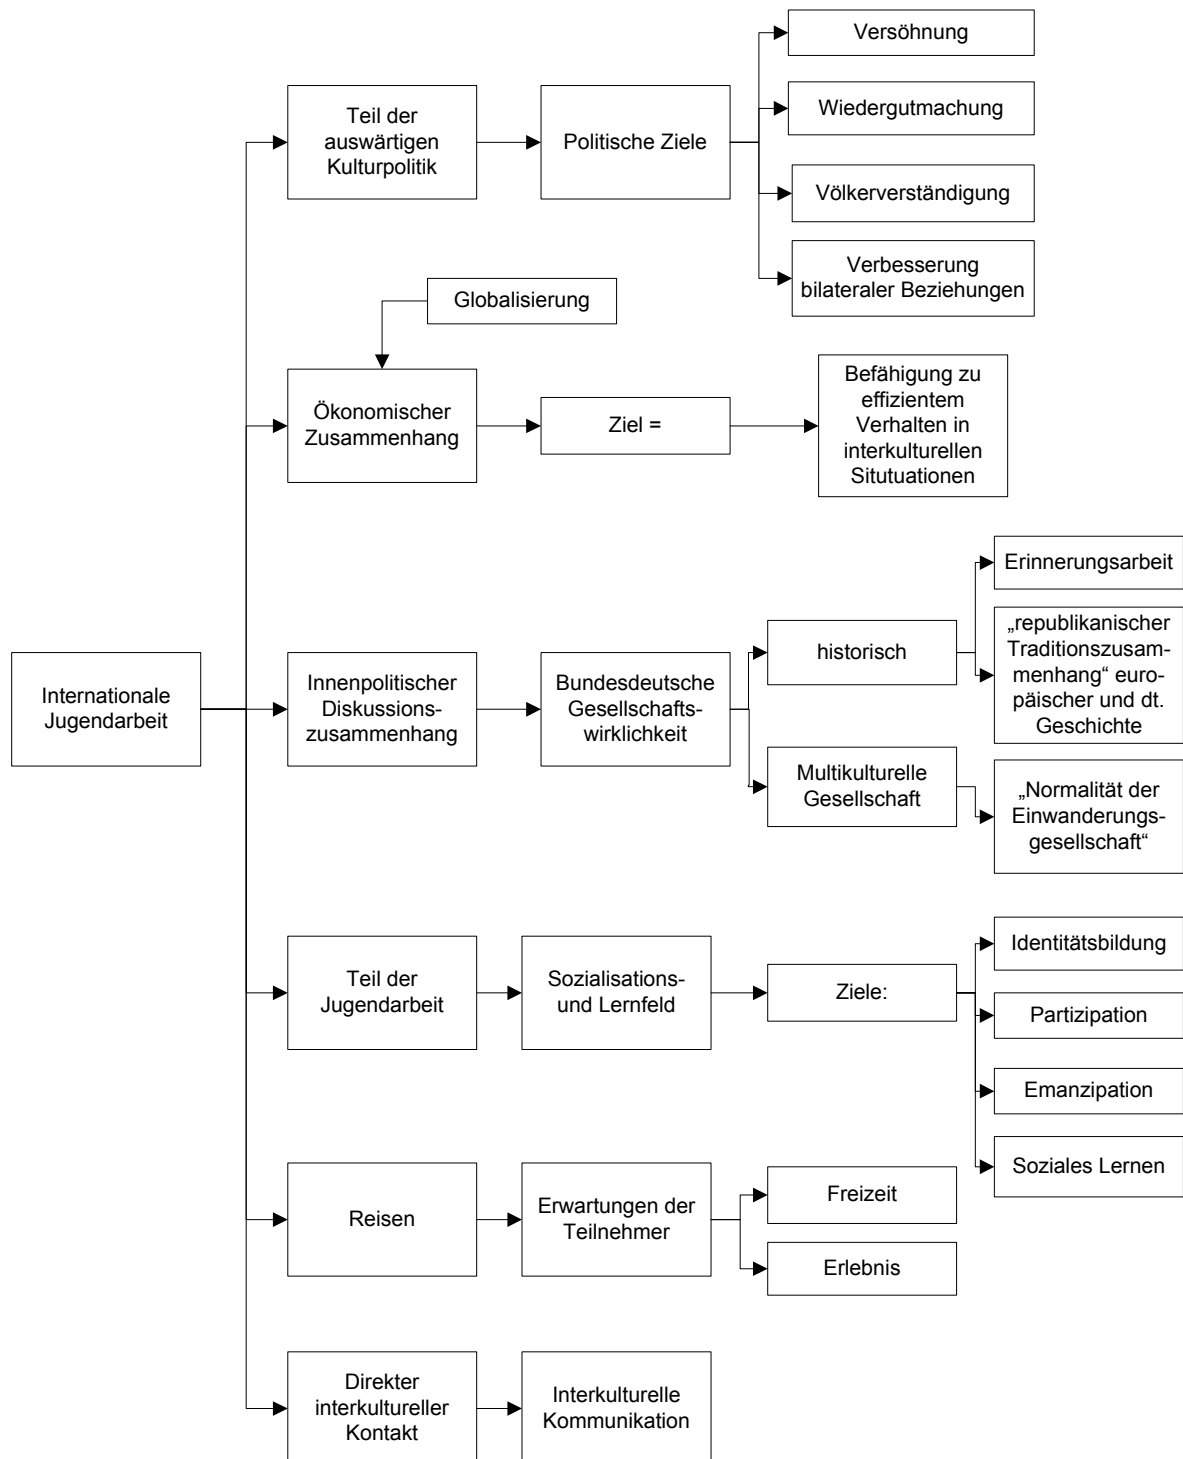 Versöhnung
Teil der
auswärtigen
Kulturpolitik
Politische Ziele
Wiedergutmachung
Völkerverständigung
Verbesserung
bilateraler Beziehungen
Globalisierung
Ökonomischer
Zusammenhang
Ziel =
Befähigung zu
effizientem
Verhalten in
interkulturellen
Situtuationen
Internationale
Jugendarbeit
Innenpolitischer
Diskussions-
zusammenhang
Bundesdeutsche
Gesellschafts-
wirklichkeit
historisch
Erinnerungsarbeit
„republikanischer
Traditionszusam-
menhang“ euro-
päischer und dt.
Geschichte
Multikulturelle
Gesellschaft
„Normalität der
Einwanderungs-
gesellschaft“
Teil der
Jugendarbeit
Sozialisations-
und Lernfeld
Ziele:
Identitätsbildung
Partizipation
Emanzipation
Soziales Lernen
Reisen
Erwartungen der
Teilnehmer
Freizeit
Erlebnis
Direkter
interkultureller
Kontakt
Interkulturelle
Kommunikation